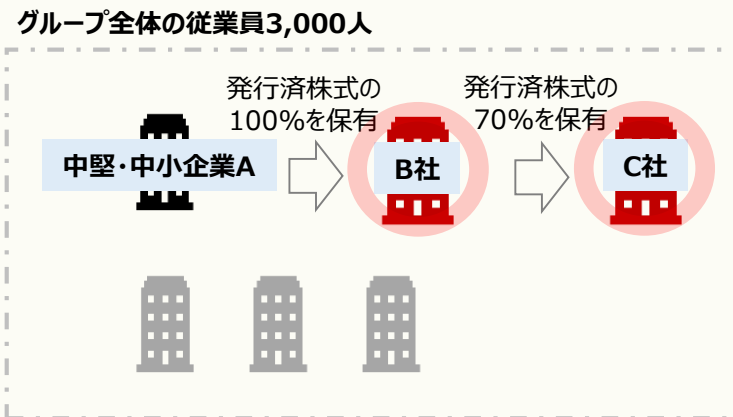 グループ全体の従業員3,000人
発行済株式の
100%を保有
発行済株式の
70%を保有
中堅・中小企業A
B社
C社